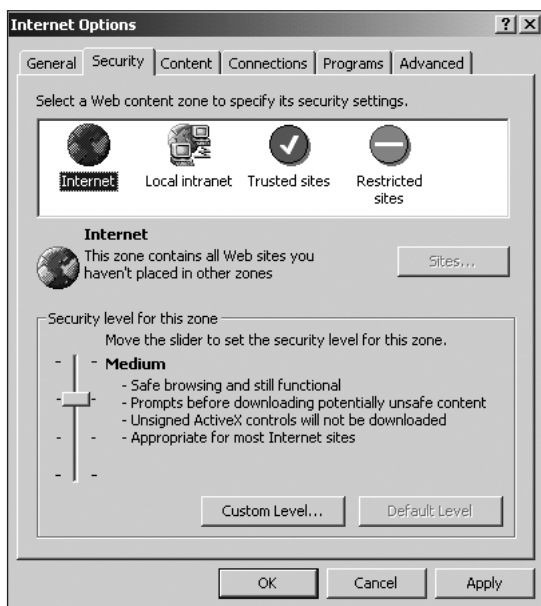 Internet Options
General Security Content Connections Programs Advanced
Select a Web content zone to specify its security settings.
Internet Local intranet Trusted sites Restricted
sites
Internet
This zone contains all Web sites you
haven't placed in other zones
Sites...
Security level for this zone
Move the slider to set the security level for this zone.
Medium
- Safe browsing and still functional
- Prompts before downloading potentially unsafe content
- Unsigned ActiveX controls will not be downloaded
- Appropriate for most Internet sites
Custom Level... Default Level
OK Cancel Apply